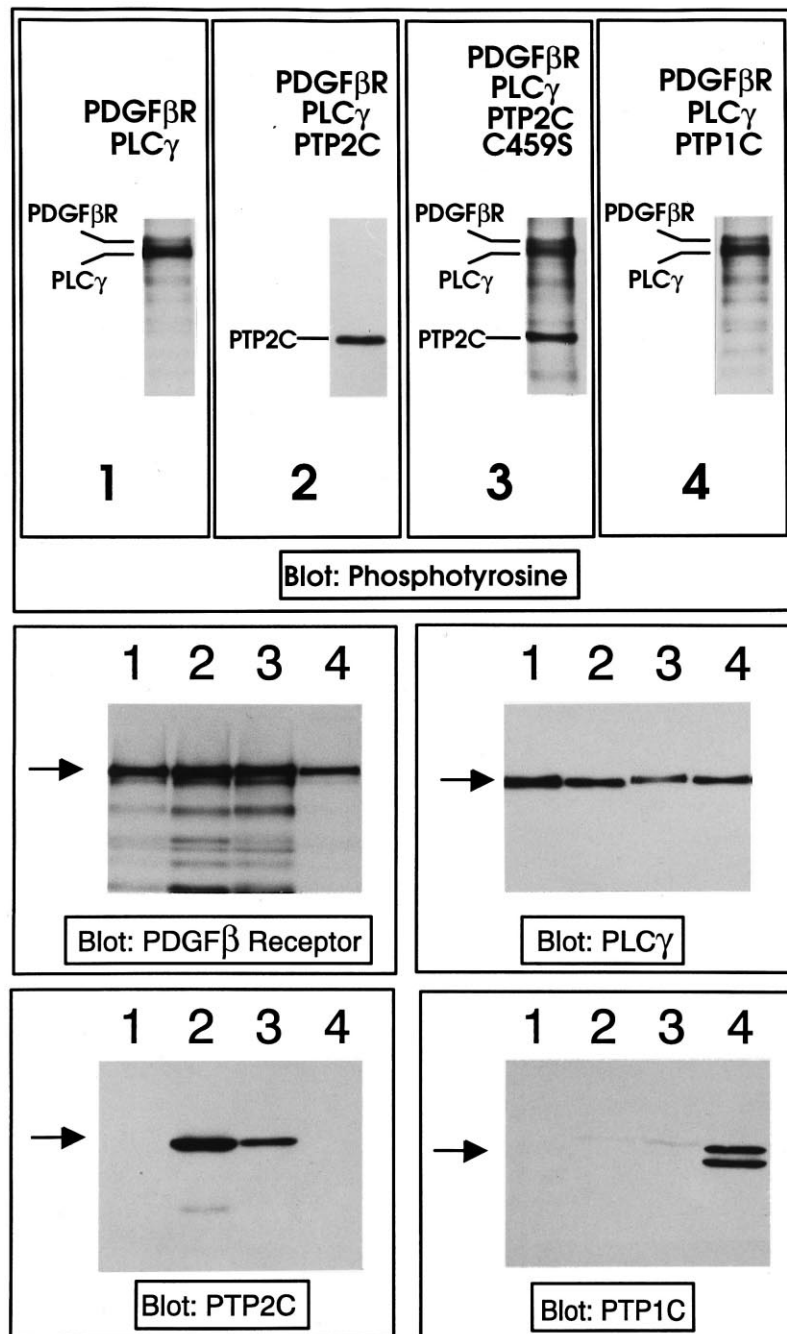 PDGFβR
PLCγ
PDGFβR
PLCγ
1
PDGFβR
PLCγ
PTP2C
PTP2C
2
PDGFβR
PLCγ
PTP2C
C459S
PDGFβR
PLCγ
PTP2C
3
PDGFβR
PLCγ
PTP1C
PDGFβR
PLCγ
4
Blot: Phosphotyrosine
1 2 3 4
Blot: PDGFβ Receptor
1 2 3 4
Blot: PLCγ
1 2 3 4
Blot: PTP2C
1 2 3 4
Blot: PTP1C